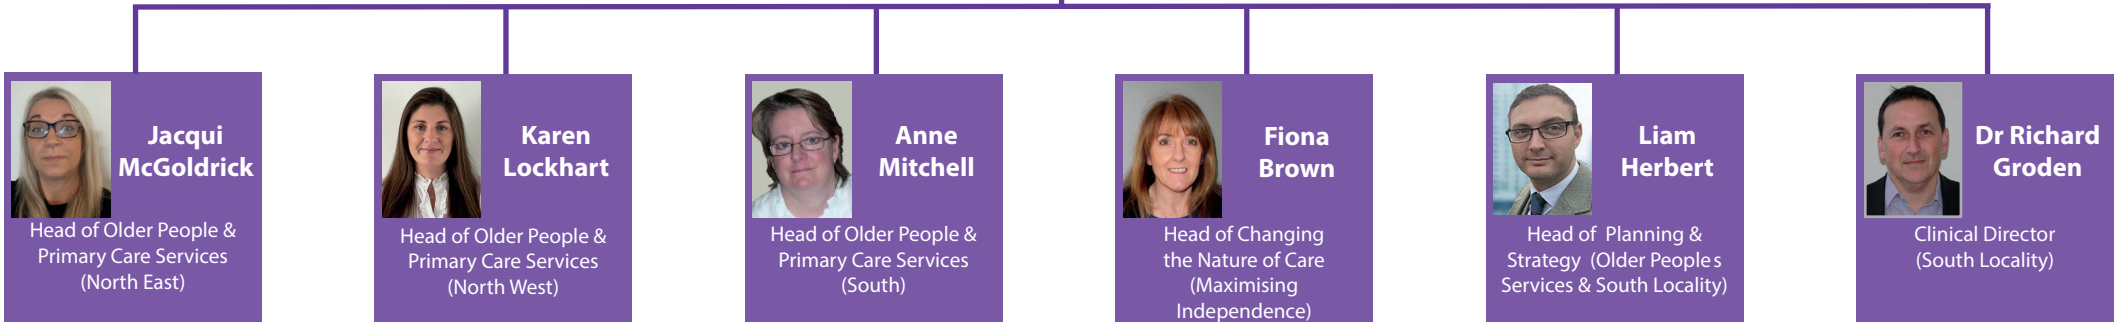 Jacqui
McGoldrick
Head of Older People &
Primary Care Services
(North East)
Karen
Lockhart
Head of Older People &
Primary Care Services
(North West)
Anne
Mitchell
Head of Older People &
Primary Care Services
(South)
Fiona
Brown
Head of Changing
the Nature of Care
(Maximising
Independence)
Liam
Herbert
Head of Planning &
Strategy (Older Peoples
Services & South Locality)
Dr Richard
Groden
Clinical Director
(South Locality)